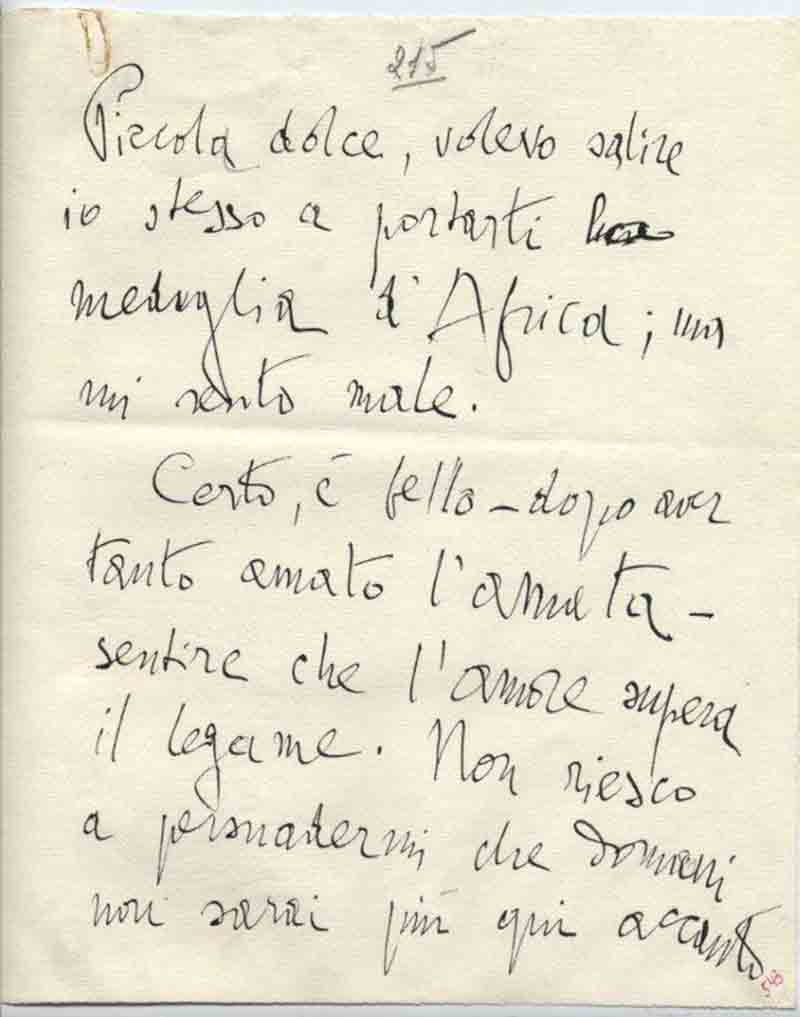 215
Piccola dolce, volevo salire
io stesso a portarti
medaglia d'Africa; ma
mi sento male.
Certo, è bello – dopo aver
tanto amato l'amata –
sentire che l'amore supera
il legame. Non riesco
a persuadermi che domani
non sarai più qui accanto